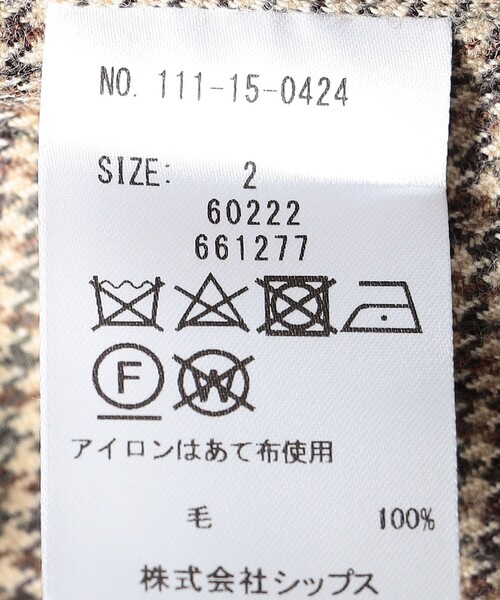 NO. 111-15-0424
SIZE: 2
60222
661277
F
W
アイロンはあて布使用
毛 100%
株式会社シップス